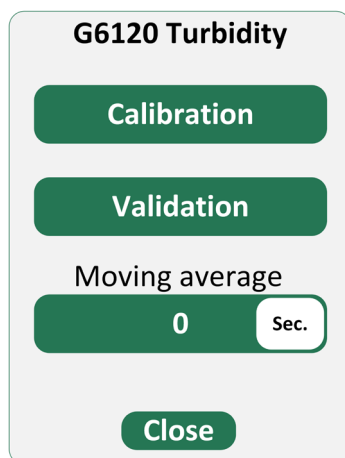 G6120 Turbidity
Calibration
Validation
Moving average
0 Sec.
Close